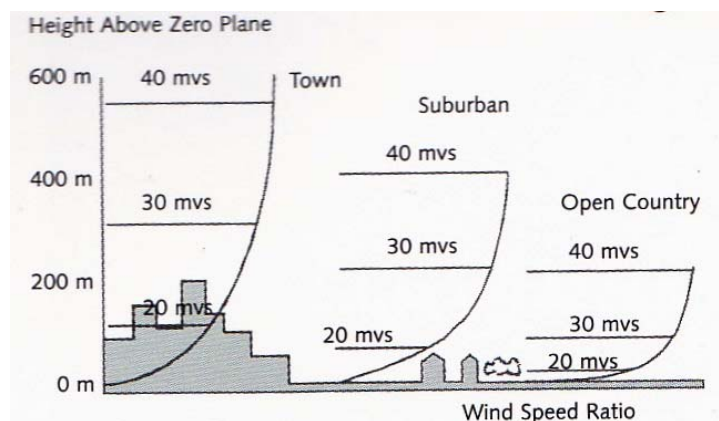 Height Above Zero Plane
600 m
40 mvs
Town
Suburban
40 mvs
400 m
30 mvs
Open Country
30 mvs
40 mvs
200 m
20 mvs
20 mvs
30 mvs
20 mvs
0 m
Wind Speed Ratio